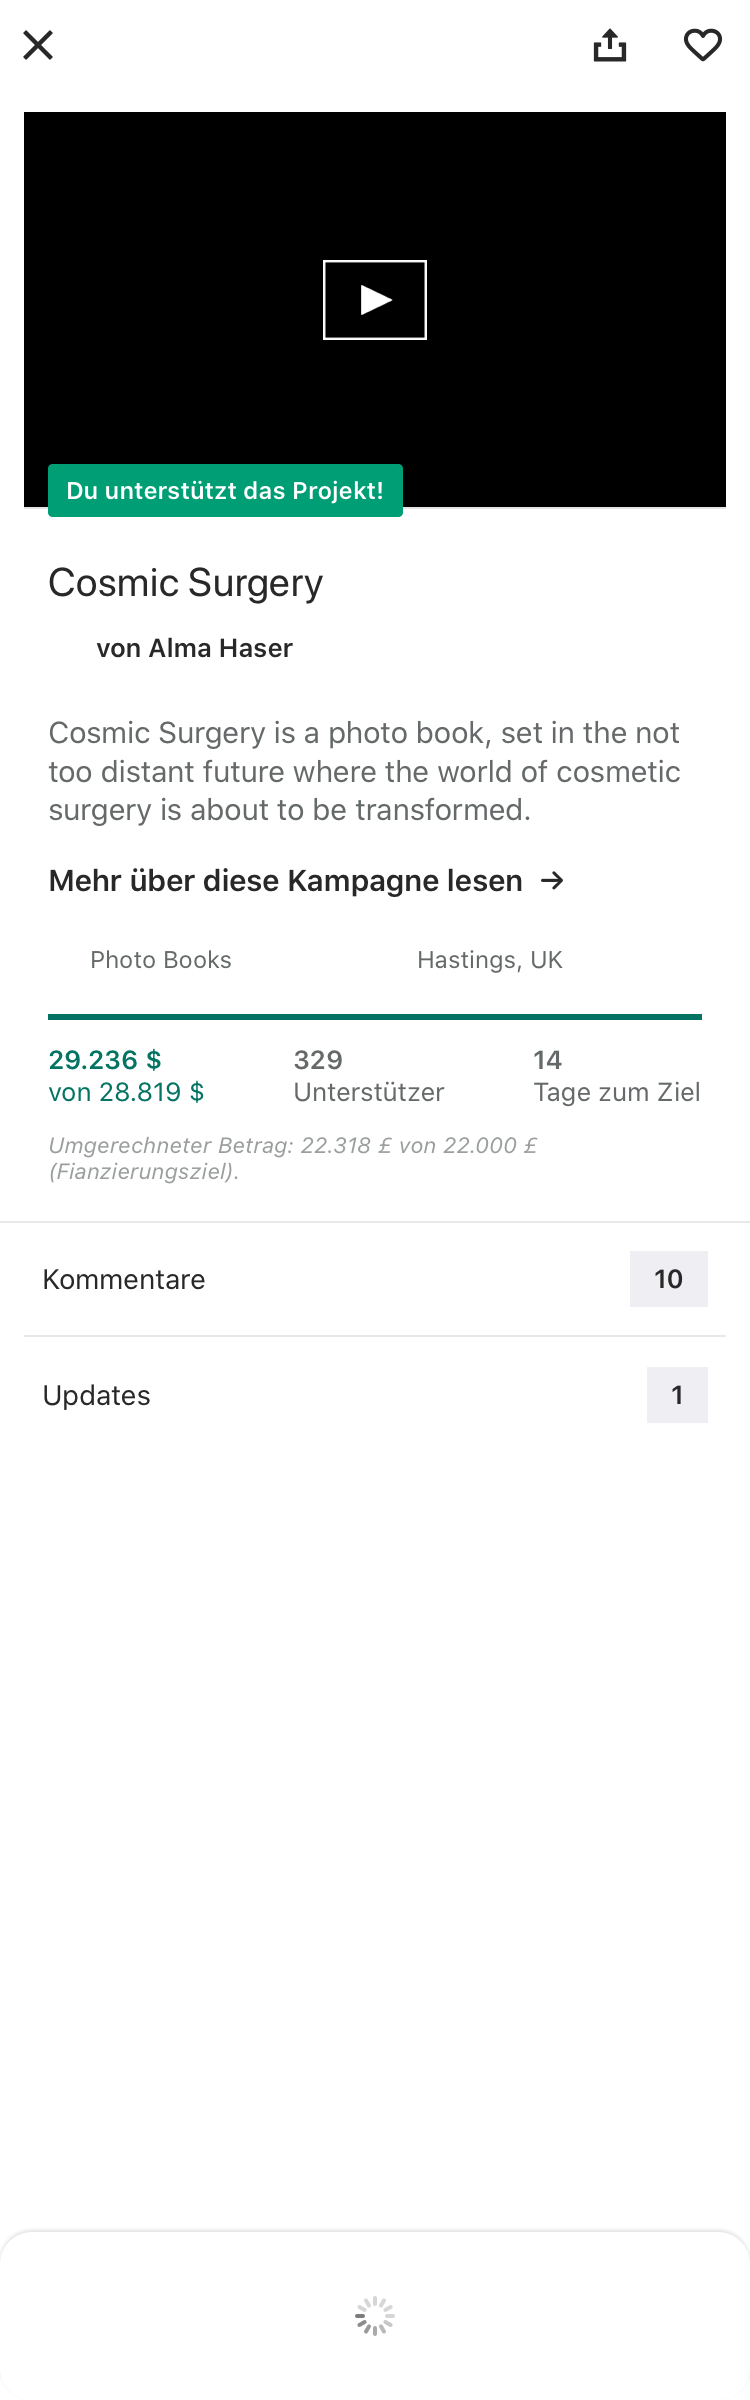 Du unterstützt das Projekt!
Cosmic Surgery
von Alma Haser
Cosmic Surgery is a photo book, set in the not
too distant future where the world of cosmetic
surgery is about to be transformed.
Mehr über diese Kampagne lesen →
Photo Books
Hastings, UK
29.236 $
von 28.819 $
329
Unterstützer
14
Tage zum Ziel
Umgerechneter Betrag: 22.318 £ von 22.000 £
(Fianzierungsziel).
Kommentare
10
Updates
1